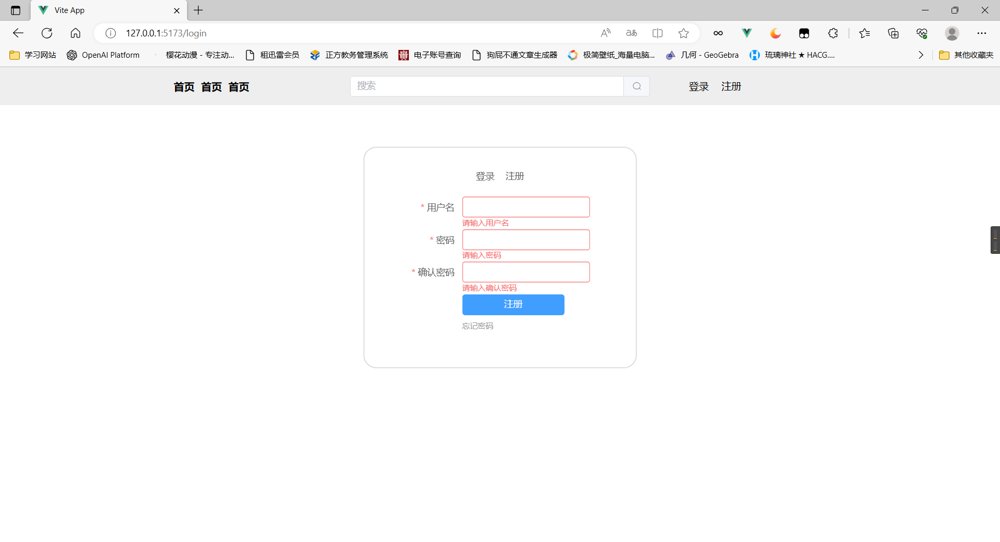 Vite App
127.0.0.1:5173/login
学习网站 OpenAI Platform 樱花动漫 - 专注动... 租迅雷会员 正方教务管理系统 电子账号查询 狗屁不通文章生成器 极简壁纸_海量电脑... 几何 - GeoGebra 琉璃神社 ★ HACG.... 其他收藏夹
首页 首页 首页 搜索 登录 注册
登录 注册
* 用户名
请输入用户名
* 密码
请输入密码
* 确认密码
请输入确认密码
注册
忘记密码